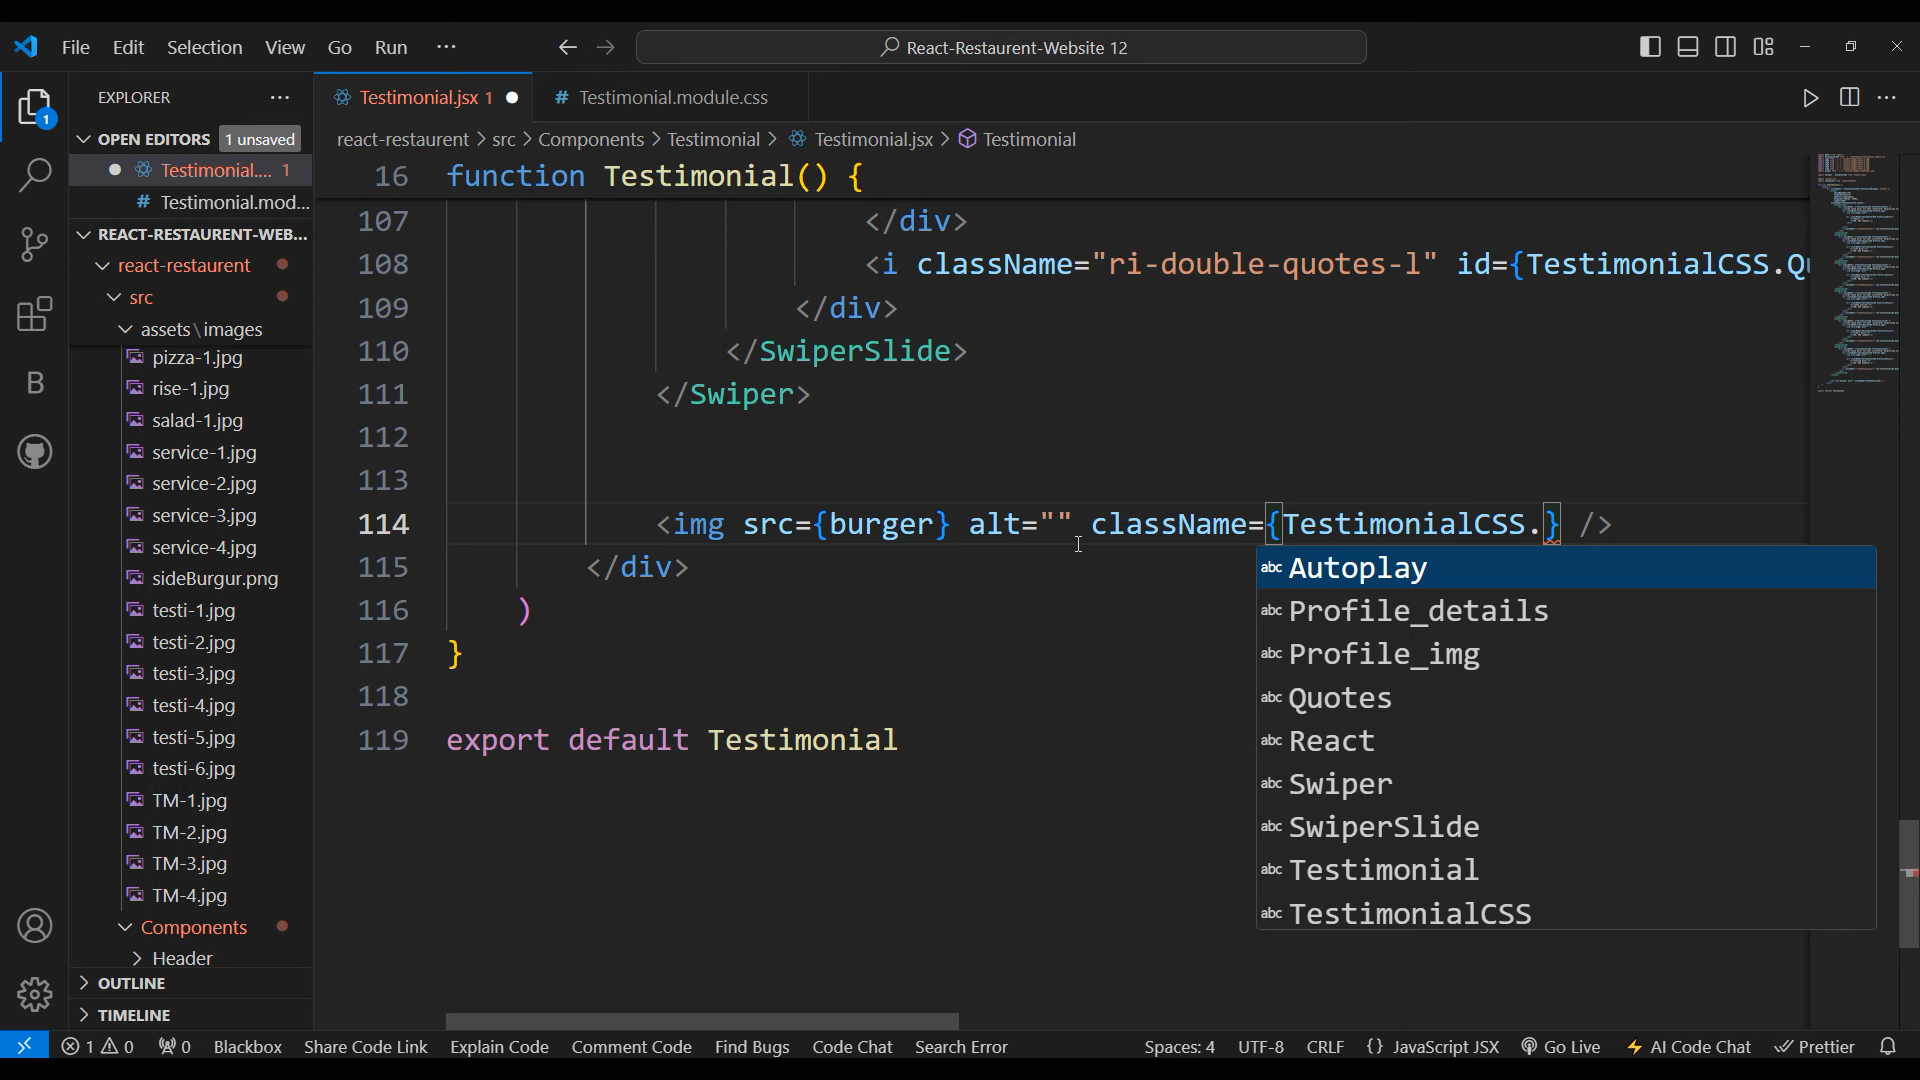 File Edit Selection View Go Run ··· React-Restaurent-Website 12
EXPLORER ···
OPEN EDITORS 1 unsaved
Testimonial.... 1
Testimonial.mod...
REACT-RESTAURENT-WEB...
react-restaurent
src
assets\images
pizza-1.jpg
rise-1.jpg
salad-1.jpg
service-1.jpg
service-2.jpg
service-3.jpg
service-4.jpg
sideBurgur.png
testi-1.jpg
testi-2.jpg
testi-3.jpg
testi-4.jpg
testi-5.jpg
testi-6.jpg
TM-1.jpg
TM-2.jpg
TM-3.jpg
TM-4.jpg
Components
Header
OUTLINE
TIMELINE
1
B
Testimonial.jsx 1 # Testimonial.module.css
react-restaurent > src > Components > Testimonial > Testimonial.jsx > Testimonial
16 function Testimonial() {
107 </div>
108 <i className="ri-double-quotes-l" id={TestimonialCSS.Qu
109 </div>
110 </SwiperSlide>
111 </Swiper>
112
113
114 <img src={burger} alt="" className={TestimonialCSS.} />
115 </div>
116 )
117 }
118
119 export default Testimonial
abc Autoplay
abc Profile_details
abc Profile_img
abc Quotes
abc React
abc Swiper
abc SwiperSlide
abc Testimonial
abc TestimonialCSS
1 0 0 Blackbox Share Code Link Explain Code Comment Code Find Bugs Code Chat Search Error Spaces: 4 UTF-8 CRLF {} JavaScript JSX Go Live AI Code Chat Prettier